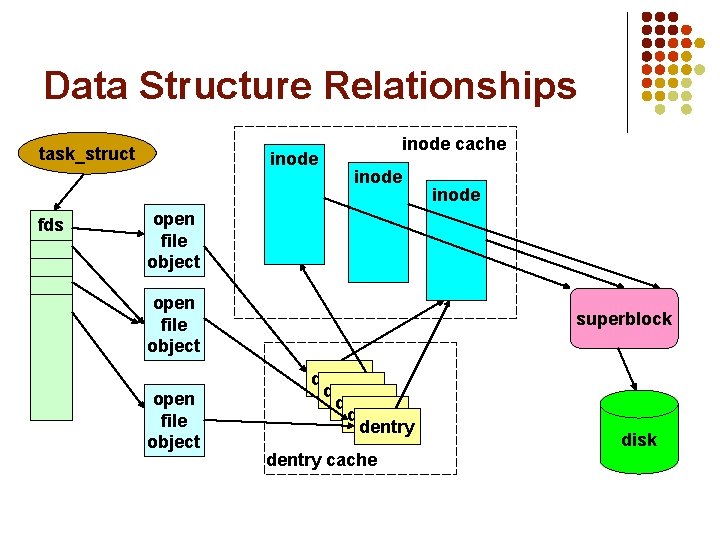 Data Structure Relationships
task_struct
inode cache
inode
inode
inode
fds
open
file
object
open
file
object
superblock
open
file
object
d
d
d
d
dentry
dentry cache
disk